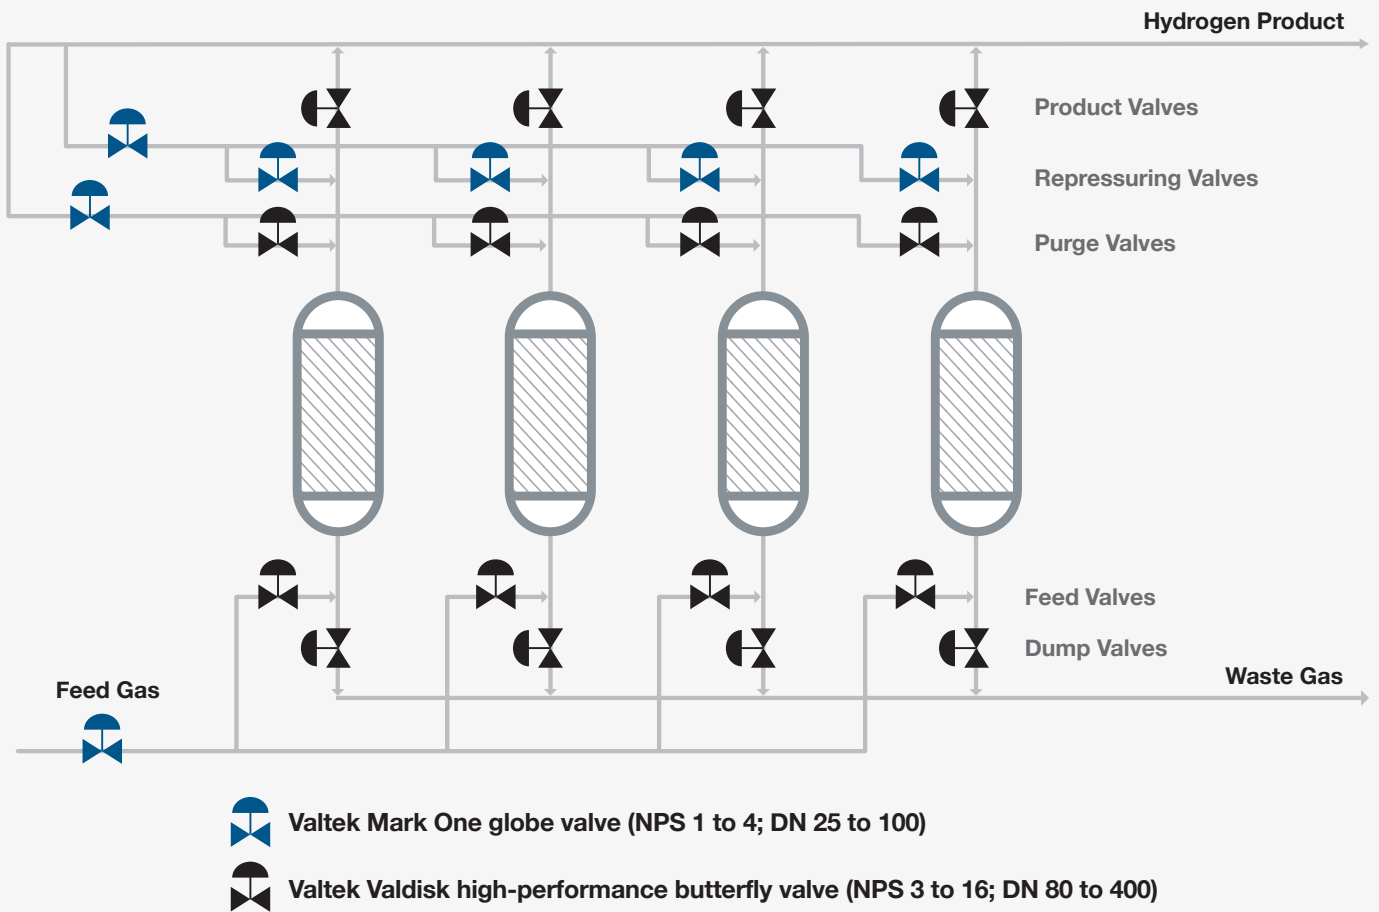 Hydrogen Product
Product Valves
Repressuring Valves
Purge Valves
Feed Valves
Dump Valves
Waste Gas
Feed Gas
Valtek Mark One globe valve (NPS 1 to 4; DN 25 to 100)
Valtek Valdisk high-performance butterfly valve (NPS 3 to 16; DN 80 to 400)